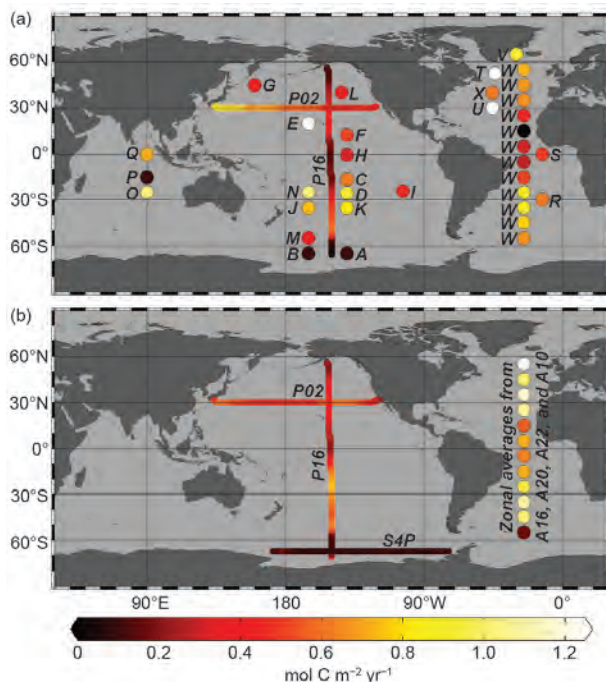 (a)
60°N
30°N
0°
30°S
60°S
G
P02
L
E
F
H
P16
C
N
D
I
J
K
M
B
A
Q
P
O
V
T
W
W
X
W
U
W
W
W
S
W
W
W
R
W
W
(b)
60°N
30°N
0°
30°S
60°S
P02
P16
S4P
Zonal averages from
A16, A20, A22, and A10
90°E 180 90°W 0°
0 0.2 0.4 0.6 0.8 1.0 1.2
mol C m⁻² yr⁻¹